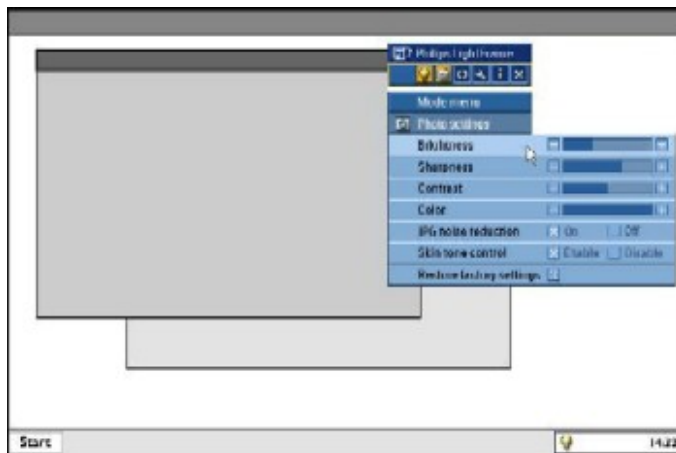 Philips LightFrame
Mode menu
Photo settings
Brightness
Sharpness
Contrast
Color
JPG noise reduction On Off
Skin tone control Enable Disable
Restore factory settings
Start